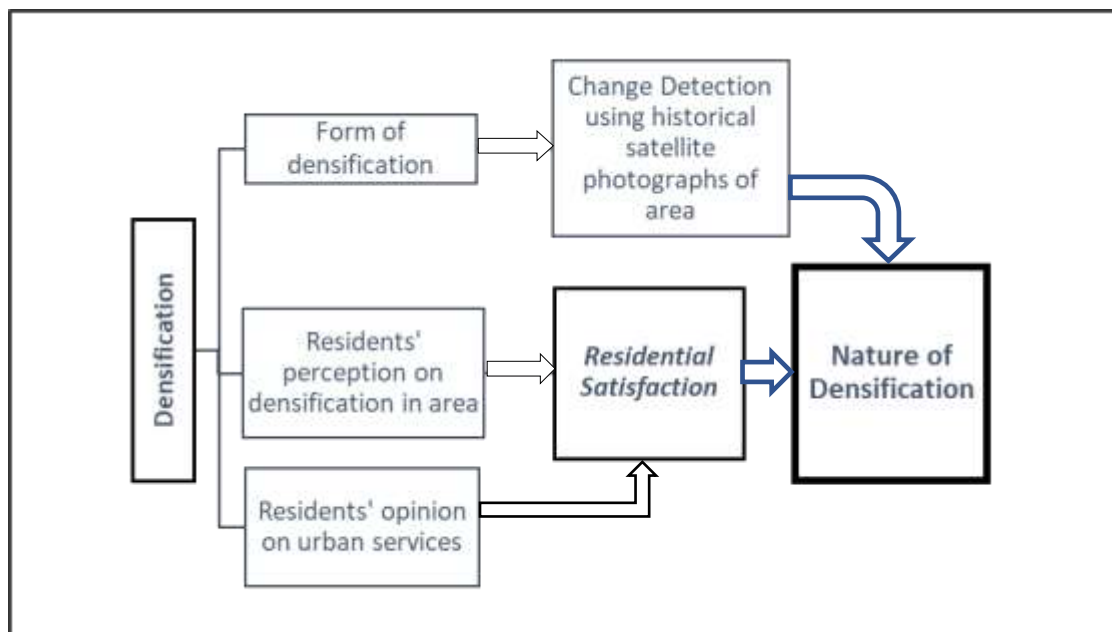 Densification
Form of
densification
Change Detection
using historical
satellite
photographs of
area
Residents'
perception on
densification in area
Residential
Satisfaction
Nature of
Densification
Residents' opinion
on urban services